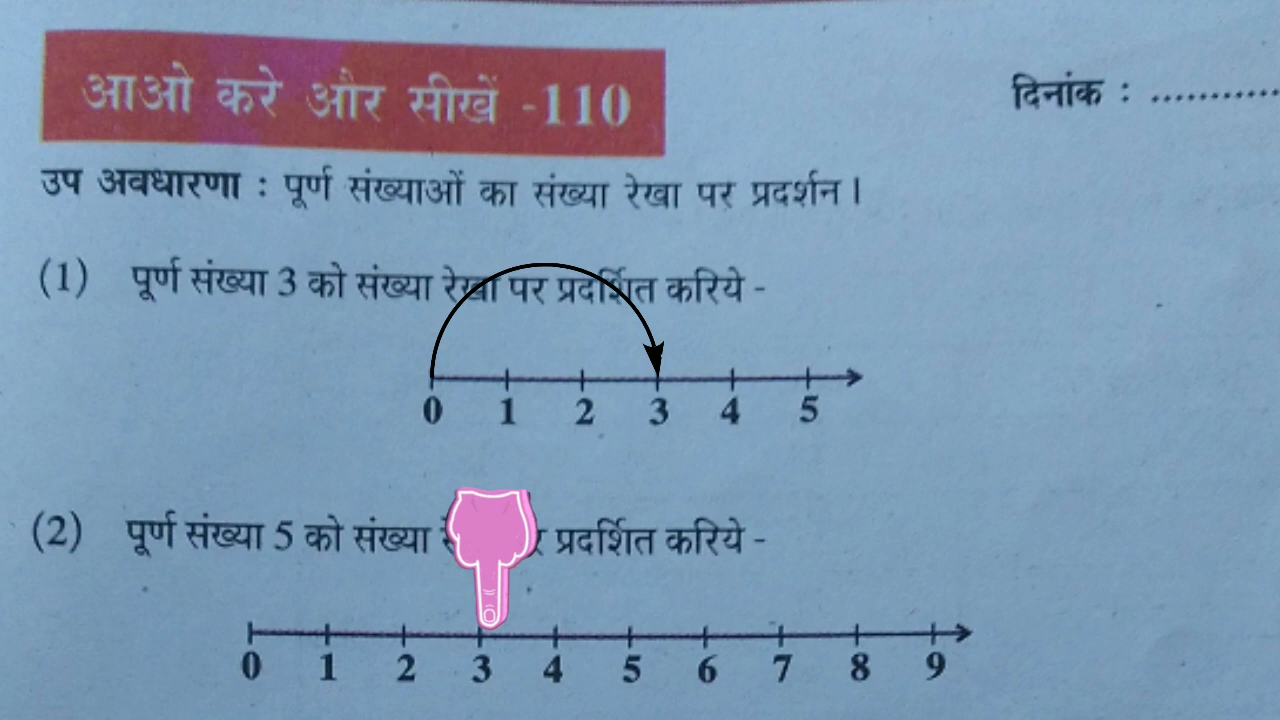 आओ करे और सीखें -110
दिनांक : ...........
उप अवधारणा : पूर्ण संख्याओं का संख्या रेखा पर प्रदर्शन।
(1) पूर्ण संख्या 3 को संख्या रेखा पर प्रदर्शित करिये -
0 1 2 3 4 5
(2) पूर्ण संख्या 5 को संख्या प्रदर्शित करिये -
0 1 2 3 4 5 6 7 8 9